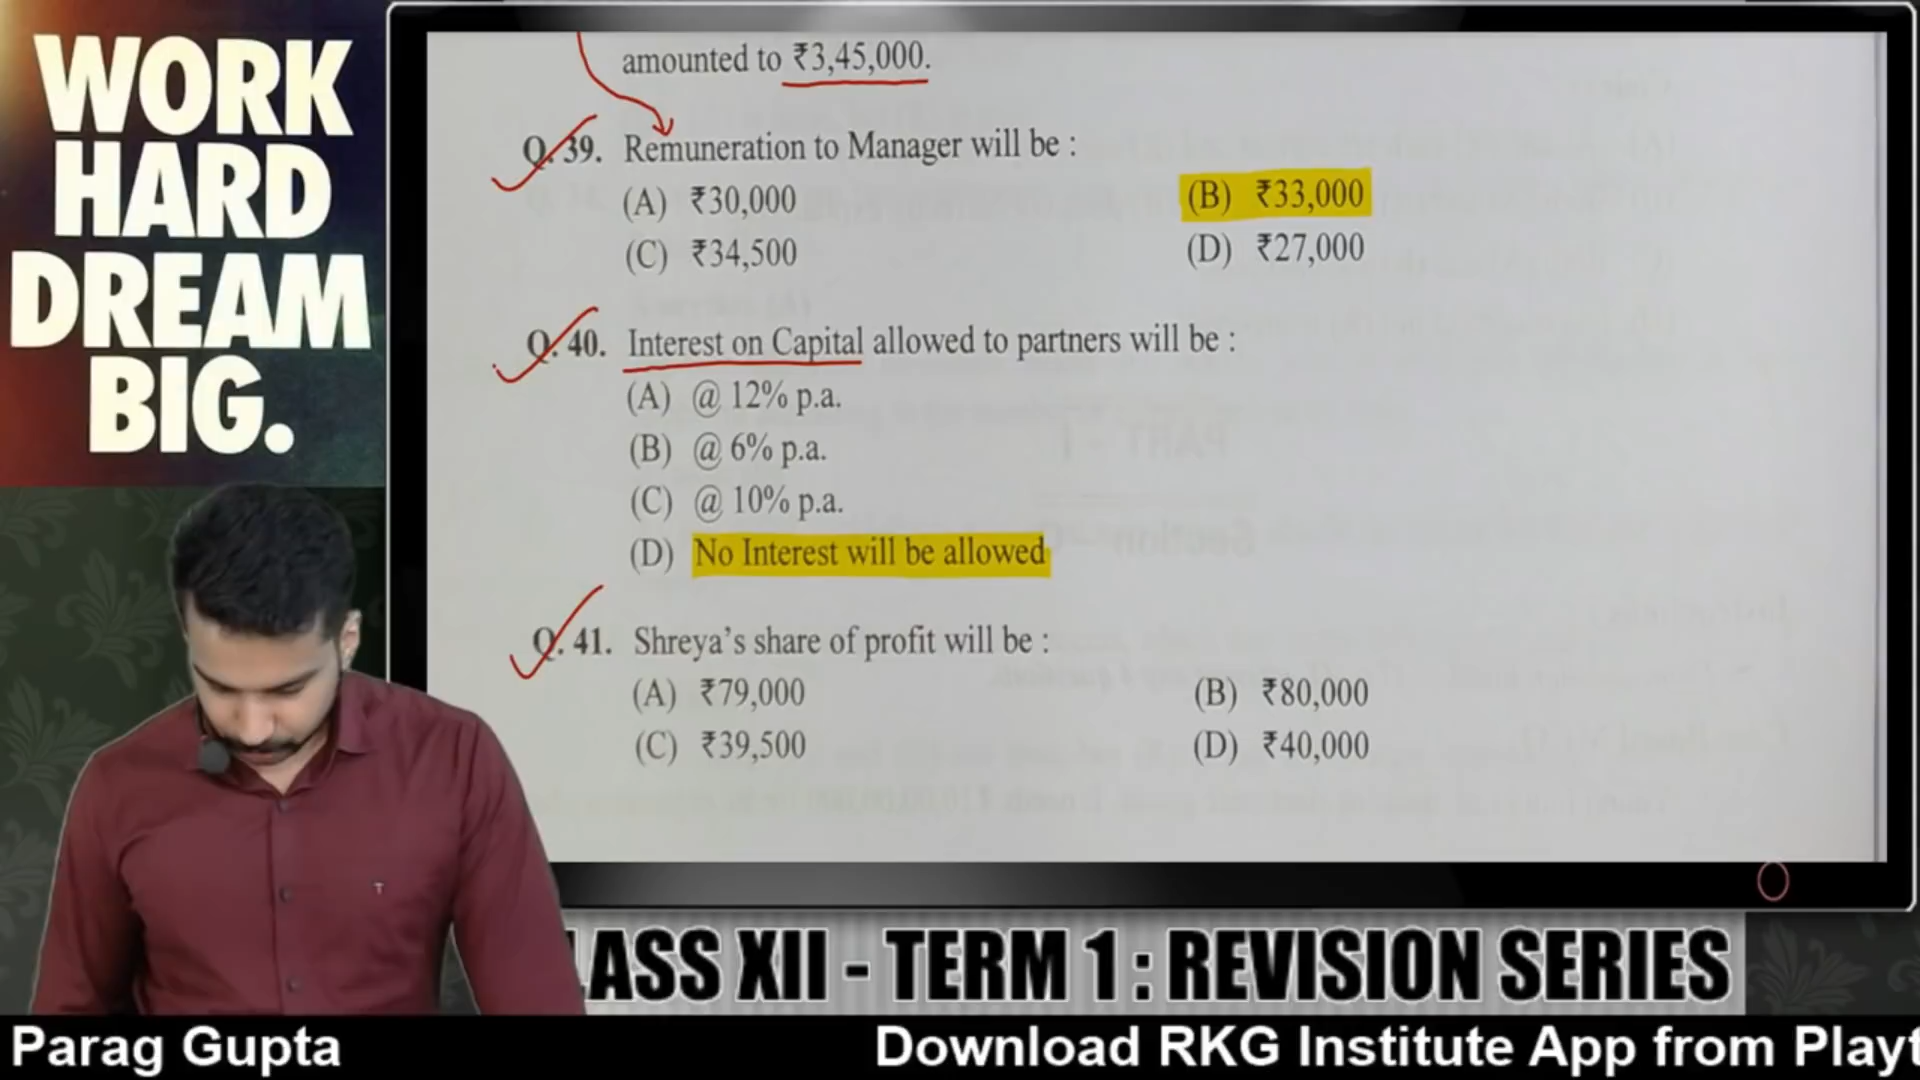 WORK
HARD
DREAM
BIG.
amounted to ₹3,45,000.
Q. 39. Remuneration to Manager will be :
(A) ₹30,000 (B) ₹33,000
(C) ₹34,500 (D) ₹27,000
Q. 40. Interest on Capital allowed to partners will be :
(A) @ 12% p.a.
(B) @ 6% p.a.
(C) @ 10% p.a.
(D) No Interest will be allowed
Q. 41. Shreya's share of profit will be :
(A) ₹79,000 (B) ₹80,000
(C) ₹39,500 (D) ₹40,000
LASS XII - TERM 1 : REVISION SERIES
Parag Gupta
Download RKG Institute App from Play